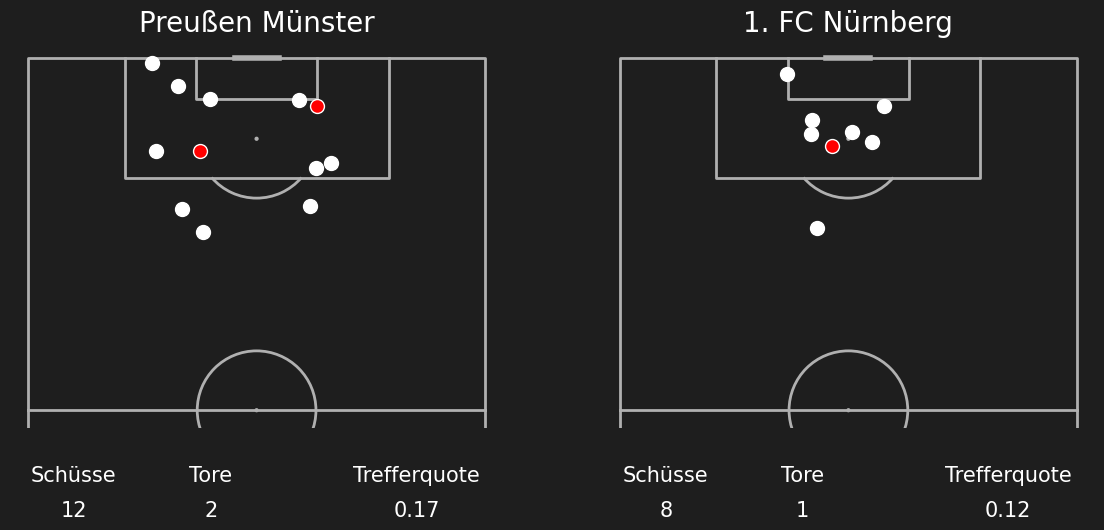 Preußen Münster
1. FC Nürnberg
Schüsse Tore Trefferquote
12 2 0.17
Schüsse Tore Trefferquote
8 1 0.12